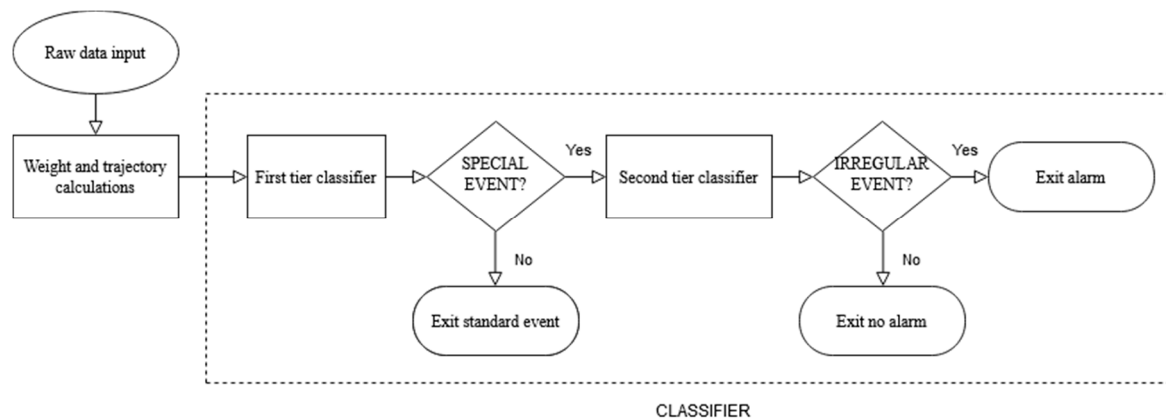 Raw data input
Weight and trajectory
calculations
First tier classifier
SPECIAL
EVENT?
Yes
No
Exit standard event
Second tier classifier
IRREGULAR
EVENT?
Yes
No
Exit no alarm
Exit alarm
CLASSIFIER